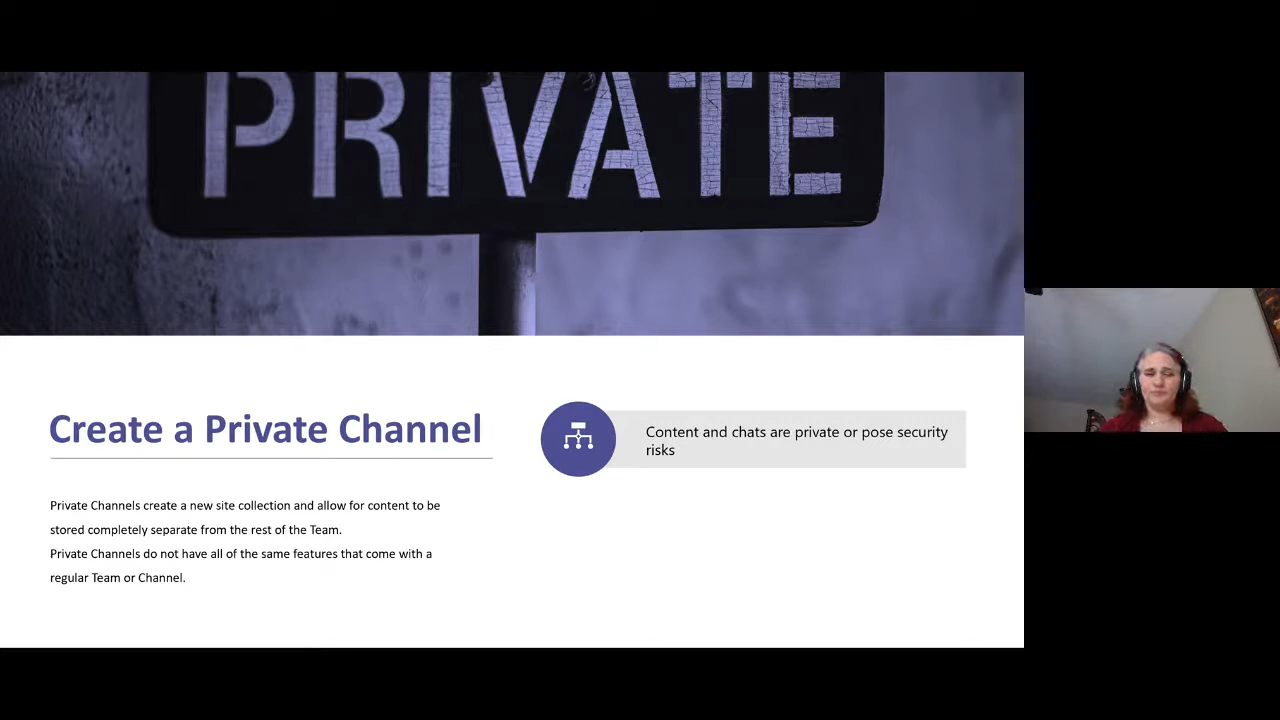 PRIVATE
Create a Private Channel
Private Channels create a new site collection and allow for content to be
stored completely separate from the rest of the Team.
Private Channels do not have all of the same features that come with a
regular Team or Channel.
Content and chats are private or pose security
risks